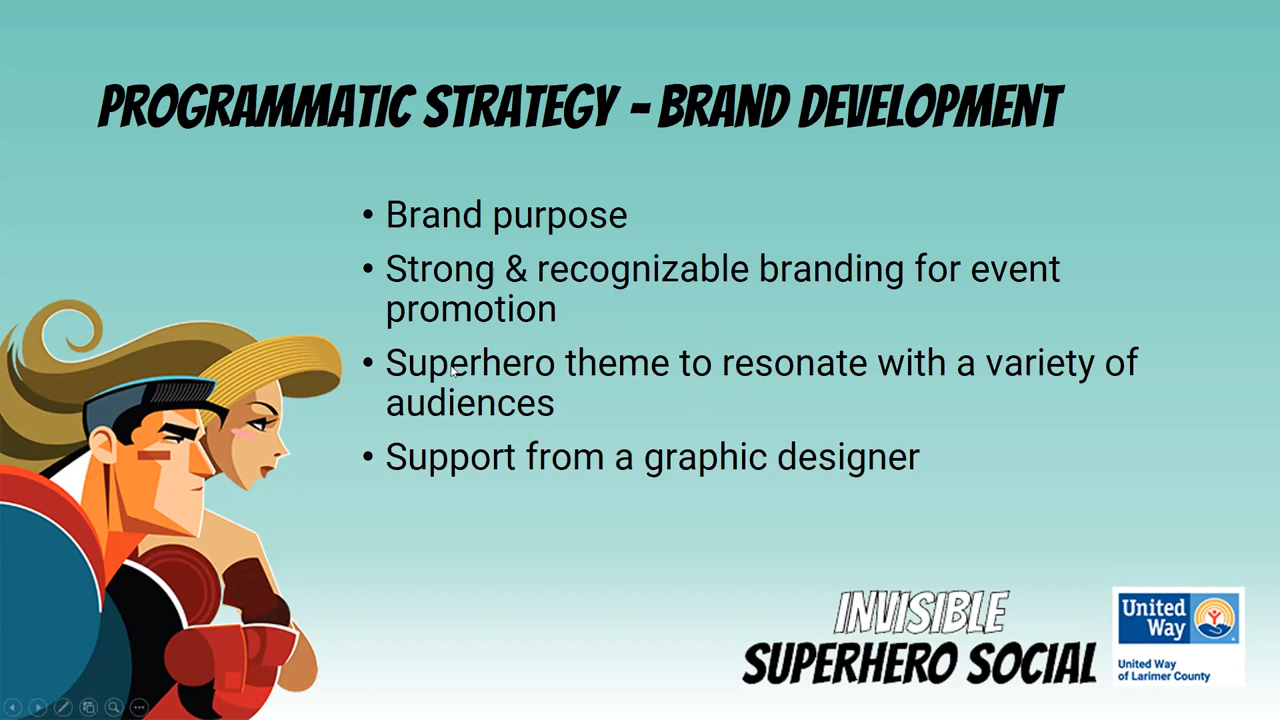 PROGRAMMATIC STRATEGY - BRAND DEVELOPMENT
• Brand purpose
• Strong & recognizable branding for event
promotion
• Superhero theme to resonate with a variety of
audiences
• Support from a graphic designer
INVISIBLE
SUPERHERO SOCIAL
United
Way
United Way
of Larimer County